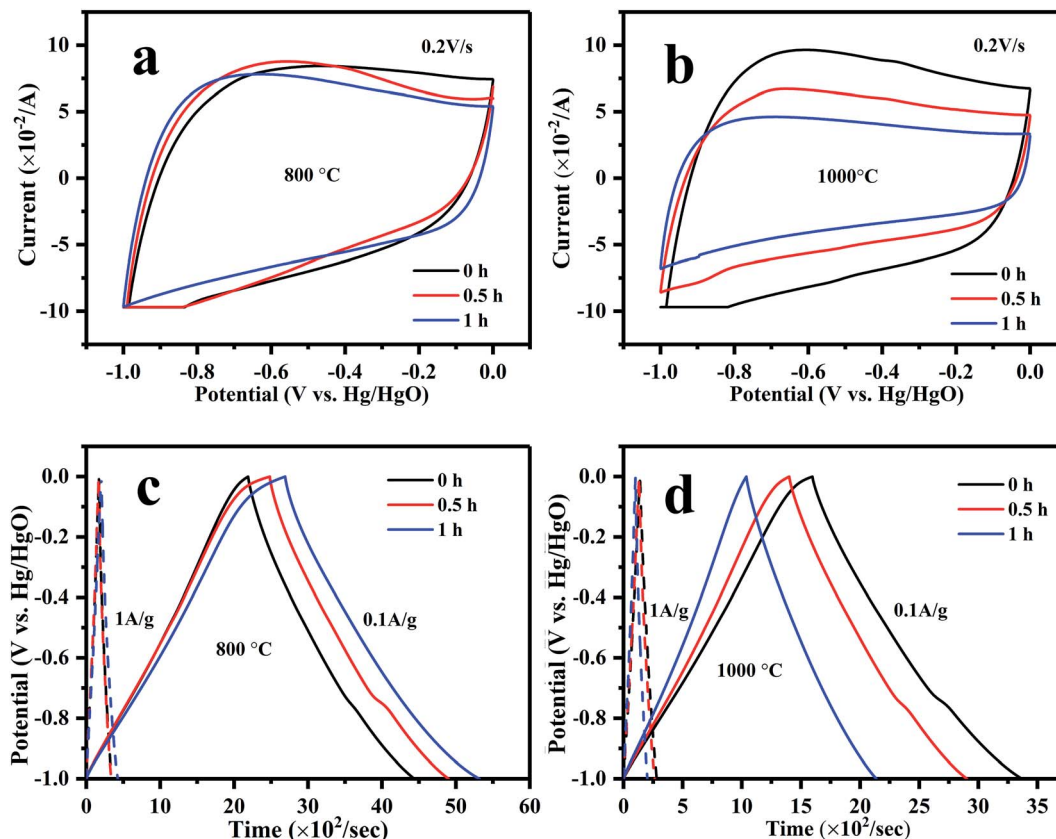 a
0.2V/s
800 °C
0 h
0.5 h
1 h
10
5
0
-5
-10
Current (×10⁻²/A)
-1.0 -0.8 -0.6 -0.4 -0.2 0.0
Potential (V vs. Hg/HgO)
b
0.2V/s
1000°C
0 h
0.5 h
1 h
10
5
0
-5
-10
Current (×10⁻²/A)
-1.0 -0.8 -0.6 -0.4 -0.2 0.0
Potential (V vs. Hg/HgO)
c
0 h
0.5 h
1 h
1A/g
0.1A/g
800 °C
0.0
-0.2
-0.4
-0.6
-0.8
-1.0
Potential (V vs. Hg/HgO)
0 10 20 30 40 50 60
Time (×10²/sec)
d
0 h
0.5 h
1 h
1A/g
0.1A/g
1000 °C
0.0
-0.2
-0.4
-0.6
-0.8
-1.0
Potential (V vs. Hg/HgO)
0 5 10 15 20 25 30 35
Time (×10²/sec)